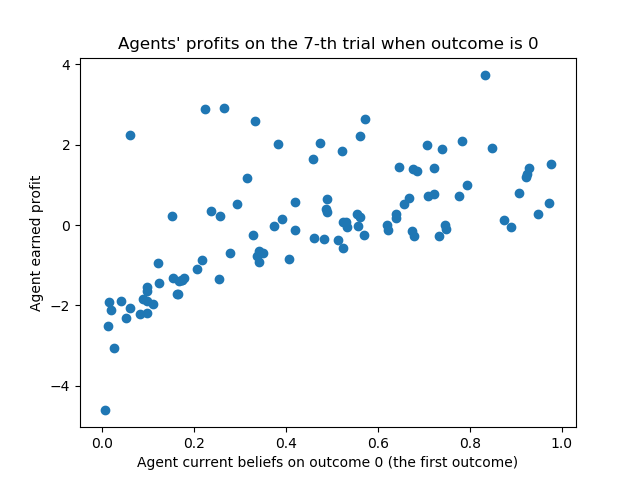 Agents' profits on the 7-th trial when outcome is 0
4
2
0
−2
−4
Agent earned profit
0.0 0.2 0.4 0.6 0.8 1.0
Agent current beliefs on outcome 0 (the first outcome)